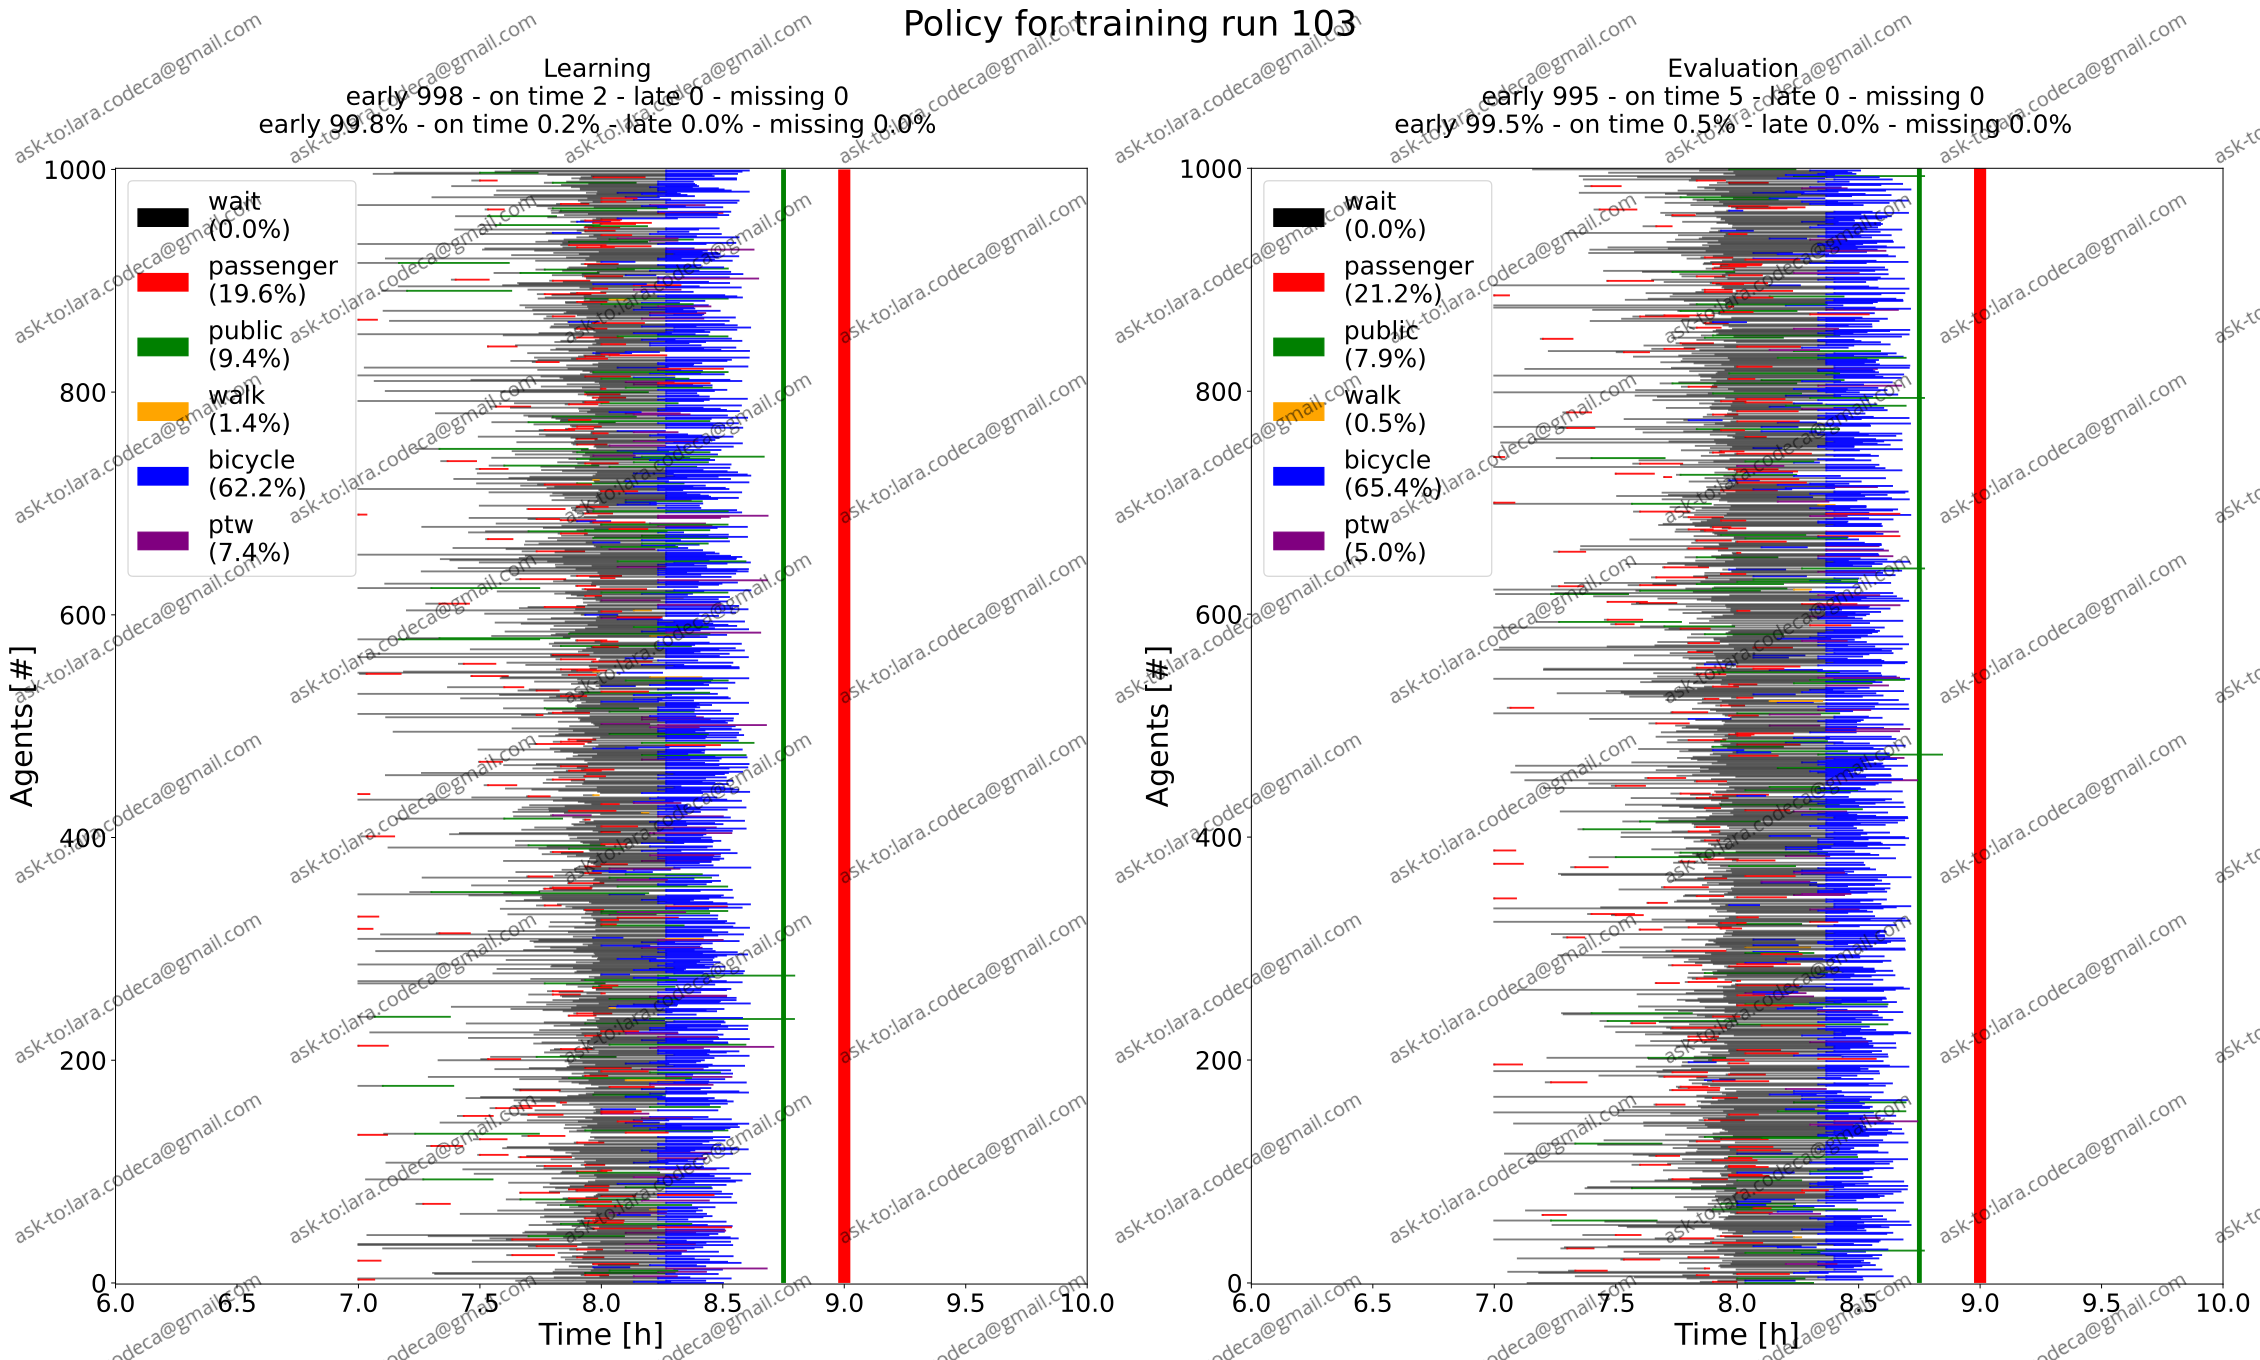 Policy for training run 103
Learning
early 998 - on time 2 - late 0 - missing 0
early 99.8% - on time 0.2% - late 0.0% - missing 0.0%
Evaluation
early 995 - on time 5 - late 0 - missing 0
early 99.5% - on time 0.5% - late 0.0% - missing 0.0%
wait
(0.0%)
passenger
(19.6%)
public
(9.4%)
walk
(1.4%)
bicycle
(62.2%)
ptw
(7.4%)
Agents [#]
1000
800
600
400
200
0
6.0 6.5 7.0 7.5 8.0 8.5 9.0 9.5 10.0
Time [h]
wait
(0.0%)
passenger
(21.2%)
public
(7.9%)
walk
(0.5%)
bicycle
(65.4%)
ptw
(5.0%)
Agents [#]
1000
800
600
400
200
0
6.0 6.5 7.0 7.5 8.0 8.5 9.0 9.5 10.0
Time [h]
ask-to:lara.codeca@gmail.com